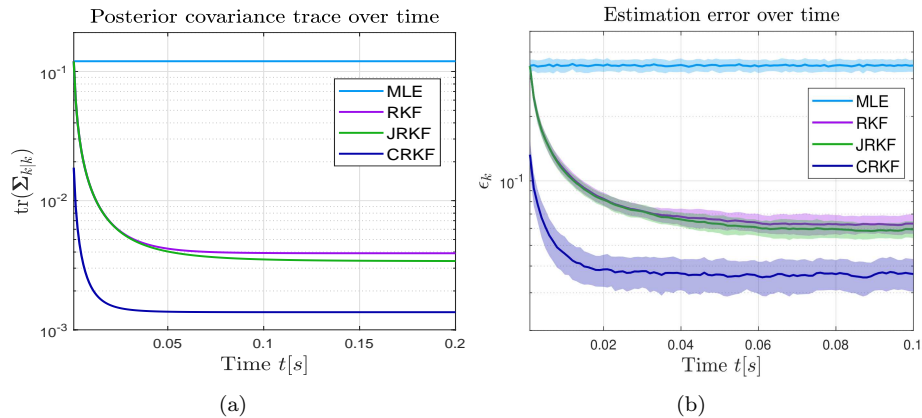 Posterior covariance trace over time
10^-1
10^-2
10^-3
tr(Σ_k|k)
MLE
RKF
JRKF
CRKF
0.05
0.1
0.15
0.2
Time t[s]
(a)
Estimation error over time
10^-1
ϵ_k
MLE
RKF
JRKF
CRKF
0.02
0.04
0.06
0.08
0.1
Time t[s]
(b)